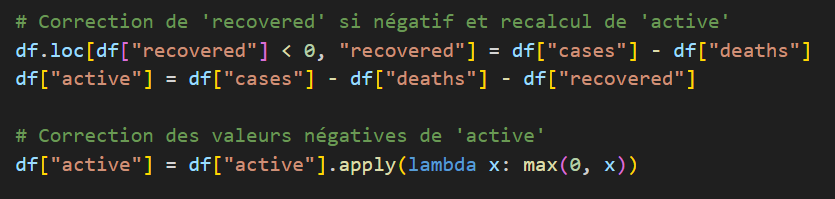 # Correction de 'recovered' si négatif et recalcul de 'active'
df.loc[df["recovered"] < 0, "recovered"] = df["cases"] - df["deaths"]
df["active"] = df["cases"] - df["deaths"] - df["recovered"]
# Correction des valeurs négatives de 'active'
df["active"] = df["active"].apply(lambda x: max(0, x))